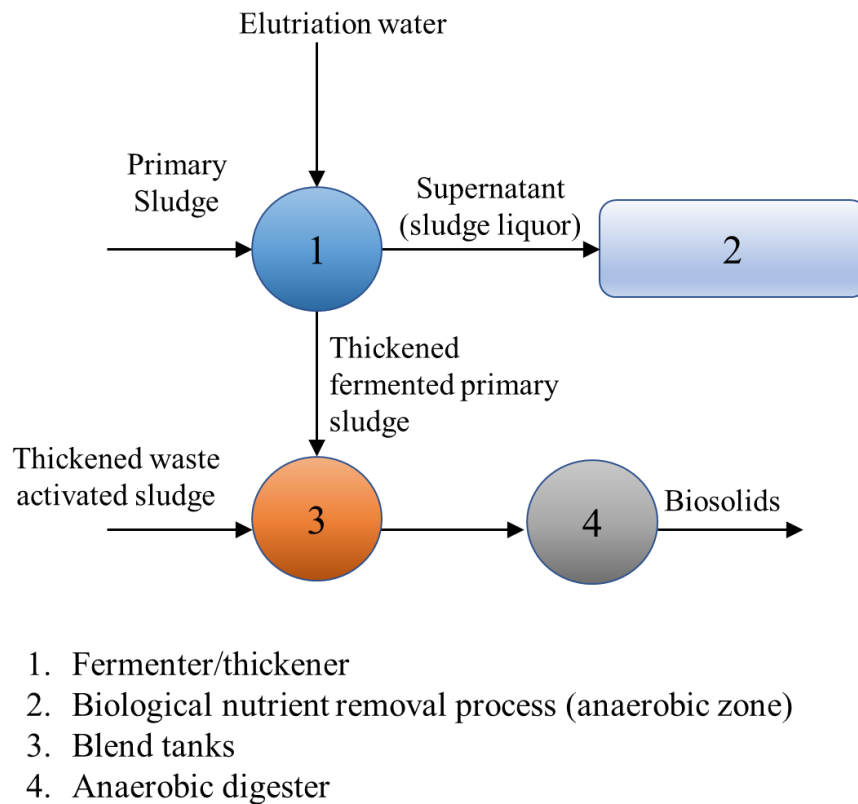 Elutriation water
Primary
Sludge
1
Supernatant
(sludge liquor)
2
Thickened
fermented primary
sludge
Thickened waste
activated sludge
3
4
Biosolids
1. Fermenter/thickener
2. Biological nutrient removal process (anaerobic zone)
3. Blend tanks
4. Anaerobic digester